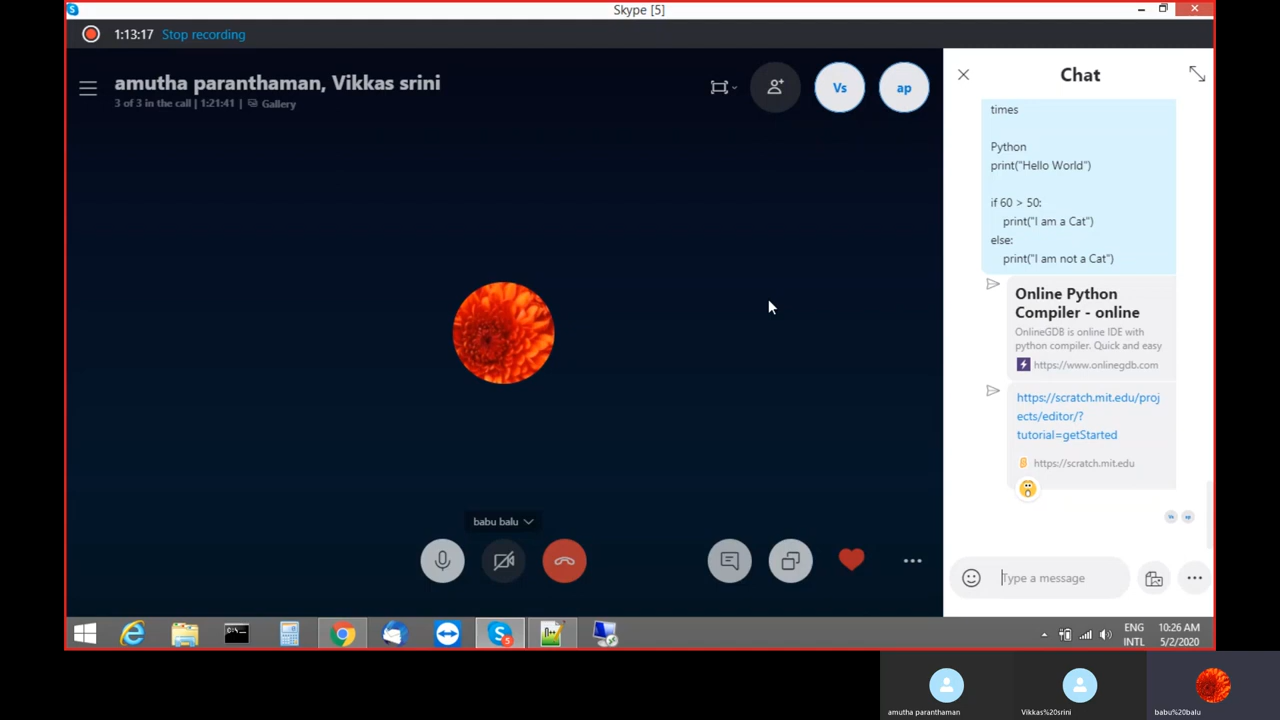 Skype [5]
1:13:17 Stop recording
amutha paranthaman, Vikkas srini
3 of 3 in the call | 1:21:41 | Gallery
Vs
ap
babu balu
Chat
times
Python
print("Hello World")
if 60 > 50:
print("I am a Cat")
else:
print("I am not a Cat")
Online Python
Compiler - online
OnlineGDB is online IDE with
python compiler. Quick and easy
https://www.onlinegdb.com
https://scratch.mit.edu/proj
ects/editor/?
tutorial=getStarted
https://scratch.mit.edu
Vs ap
Type a message
ENG
INTL
10:26 AM
5/2/2020
amutha paranthaman
Vikkas%20srini
babu%20balu